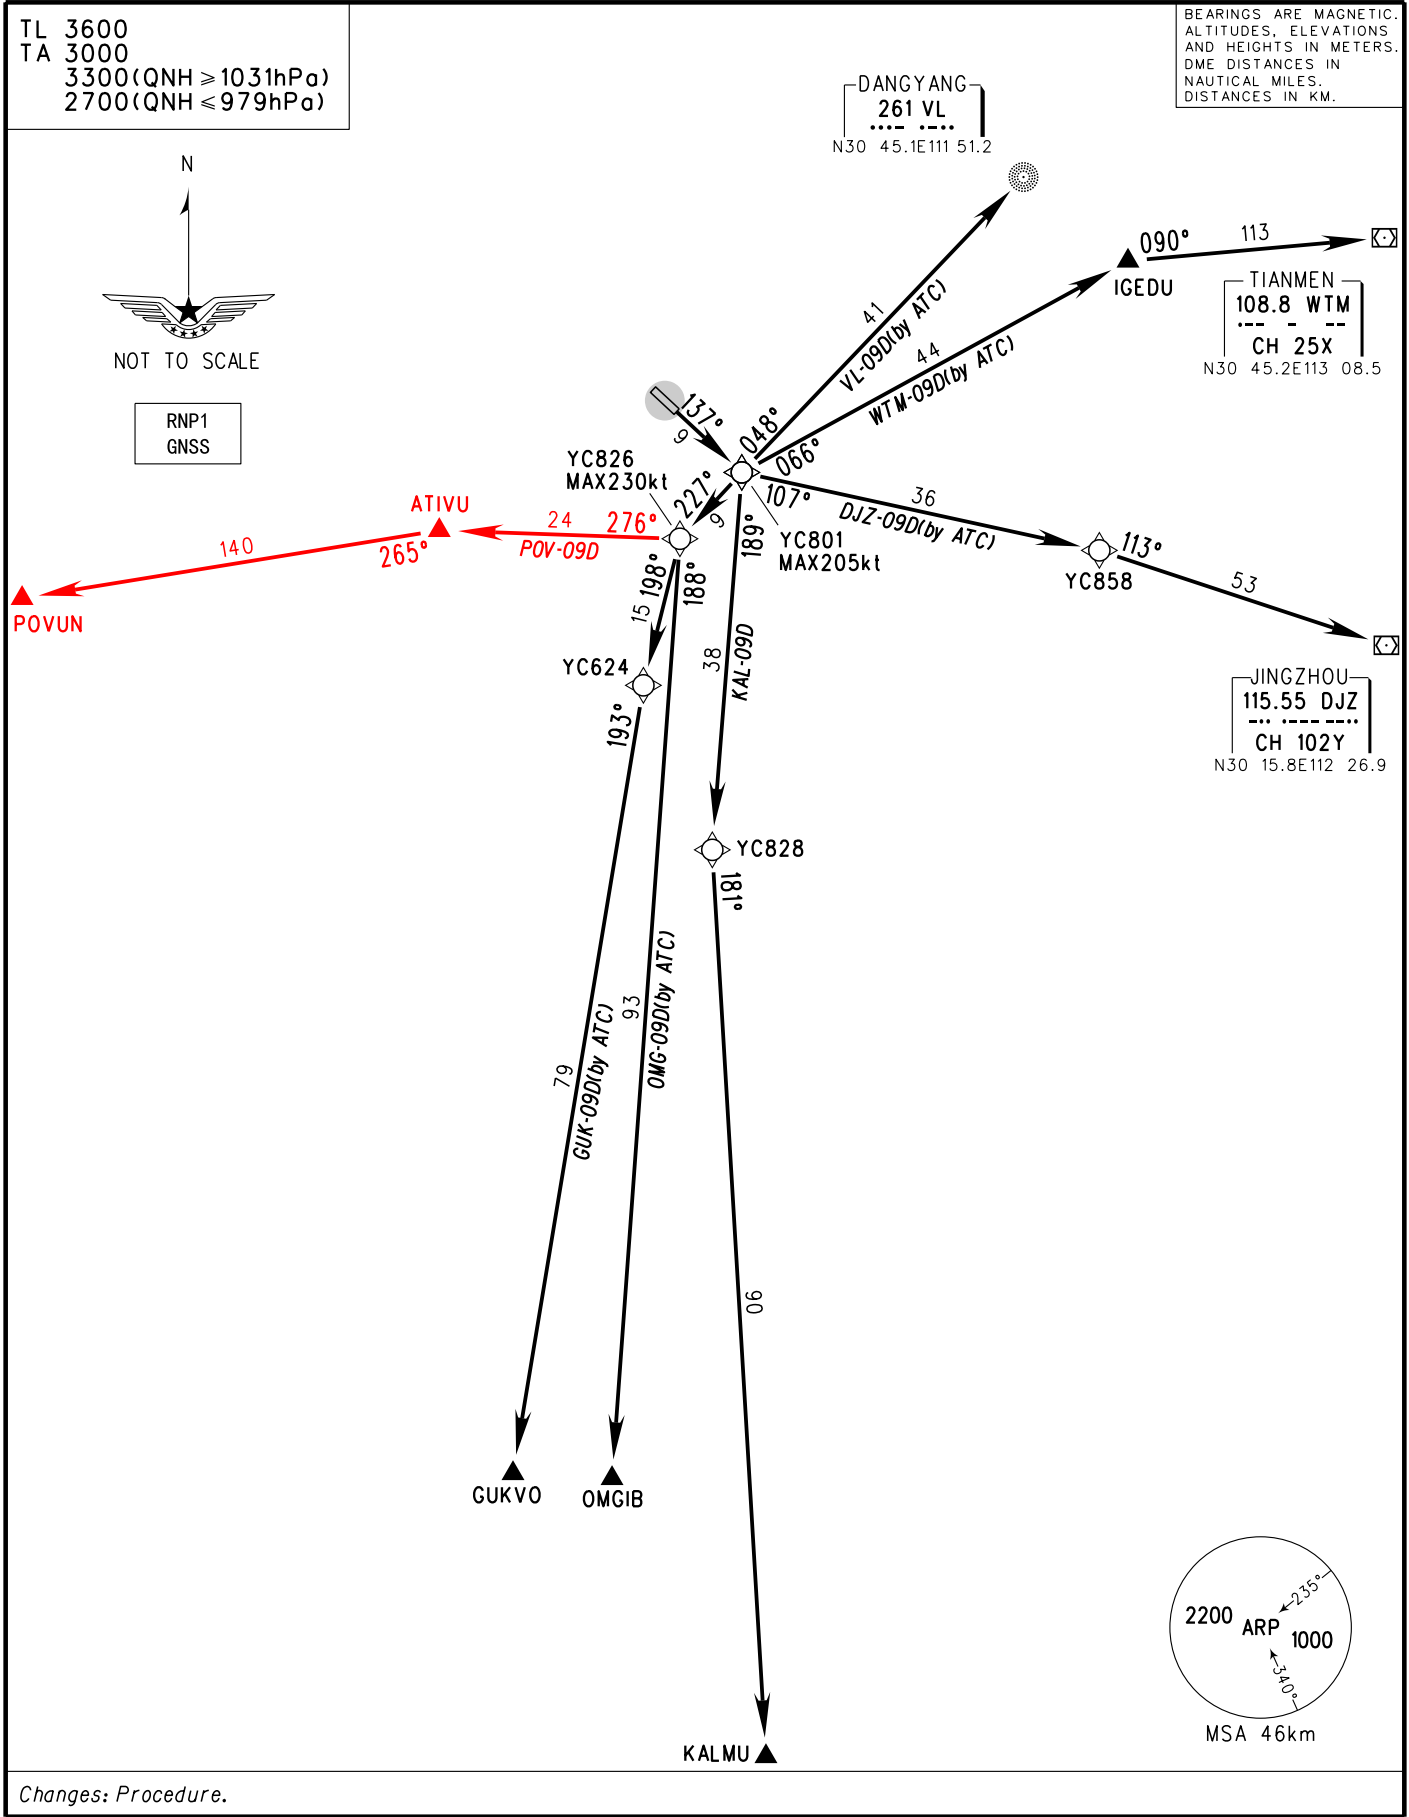 TL 3600
TA 3000
3300(QNH ≥ 1031hPa)
2700(QNH ≤ 979hPa)
BEARINGS ARE MAGNETIC.
ALTITUDES, ELEVATIONS
AND HEIGHTS IN METERS.
DME DISTANCES IN
NAUTICAL MILES.
DISTANCES IN KM.
DANGYANG
261 VL
N30 45.1E111 51.2
N
NOT TO SCALE
RNP1
GNSS
090°
113
IGEDU
TIANMEN
108.8 WTM
CH 25X
N30 45.2E113 08.5
41
VL-09D(by ATC)
44
WTM-09D(by ATC)
137°
9
048°
066°
107°
YC826
MAX230kt
227°
9
189°
YC801
MAX205kt
36
DJZ-09D(by ATC)
113°
YC858
53
JINGZHOU
115.55 DJZ
CH 102Y
N30 15.8E112 26.9
ATIVU
24
276°
POV-09D
140
265°
POVUN
198°
188°
15
YC624
193°
38
KAL-09D
YC828
181°
93
OMG-09D(by ATC)
79
GUK-09D(by ATC)
90
GUKVO
OMGIB
KALMU
2200
ARP
1000
235°
340°
MSA 46km
Changes: Procedure.